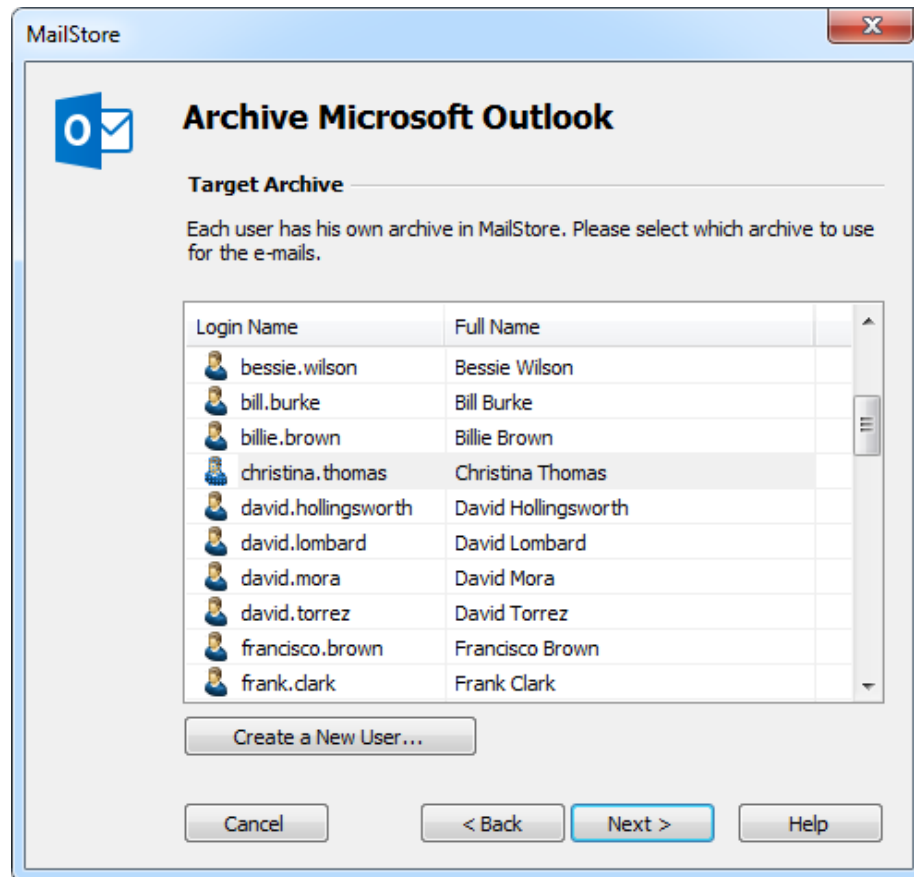 MailStore
Archive Microsoft Outlook
Target Archive
Each user has his own archive in MailStore. Please select which archive to use
for the e-mails.
Login Name Full Name
bessie.wilson Bessie Wilson
bill.burke Bill Burke
billie.brown Billie Brown
christina.thomas Christina Thomas
david.hollingsworth David Hollingsworth
david.lombard David Lombard
david.mora David Mora
david.torrez David Torrez
francisco.brown Francisco Brown
frank.clark Frank Clark
Create a New User...
Cancel < Back Next > Help